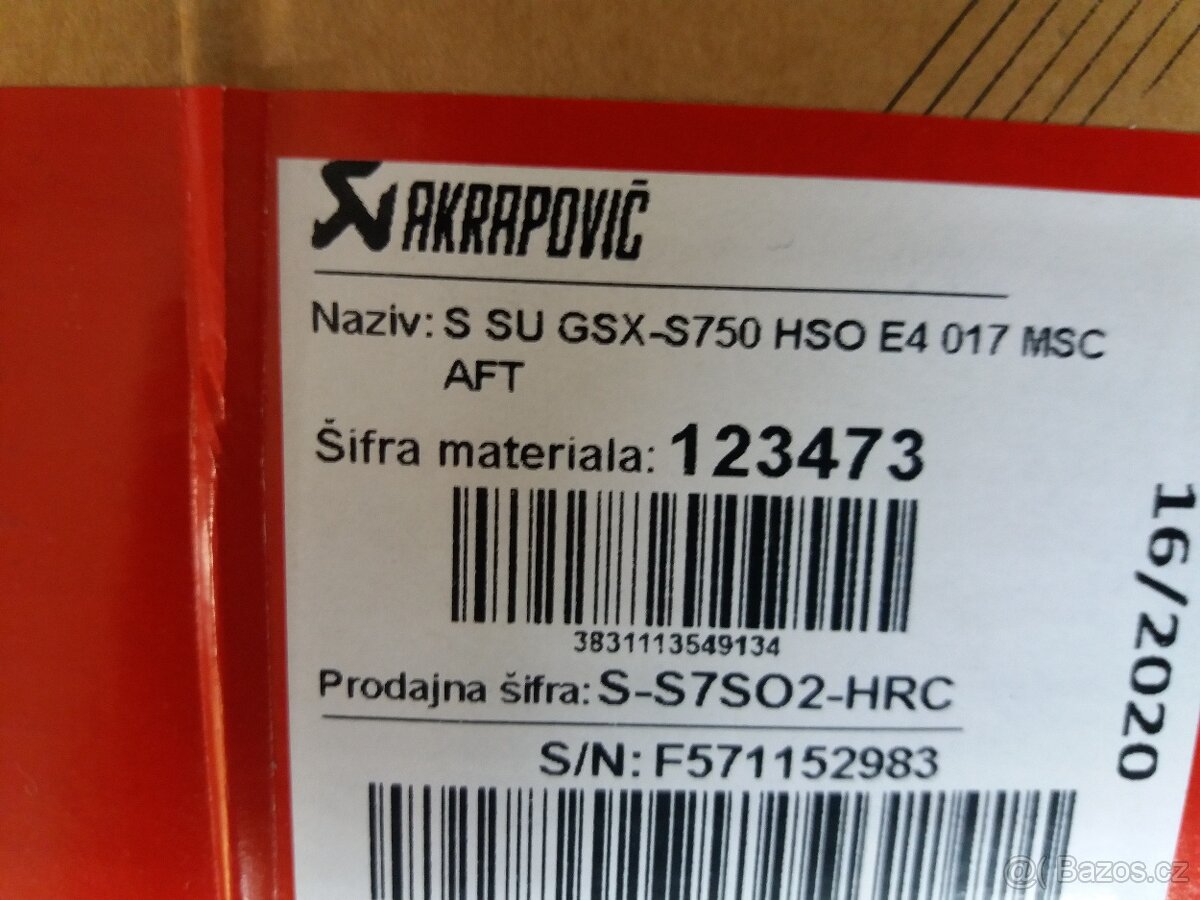 AKRAPOVIČ
Naziv: S SU GSX-S750 HSO E4 017 MSC
AFT
Šifra materiala: 123473
3831113549134
Prodajna šifra: S-S7SO2-HRC
S/N: F571152983
16/2020
@( Bazos.cz